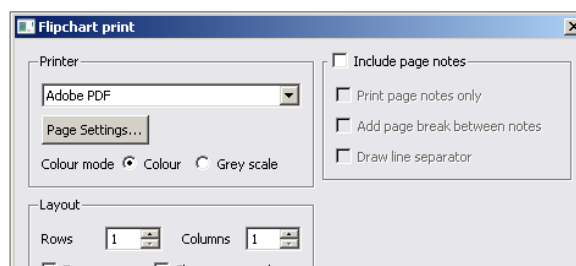 Flipchart print
Printer
Adobe PDF
Page Settings...
Colour mode Colour Grey scale
Include page notes
Print page notes only
Add page break between notes
Draw line separator
Layout
Rows 1 Columns 1